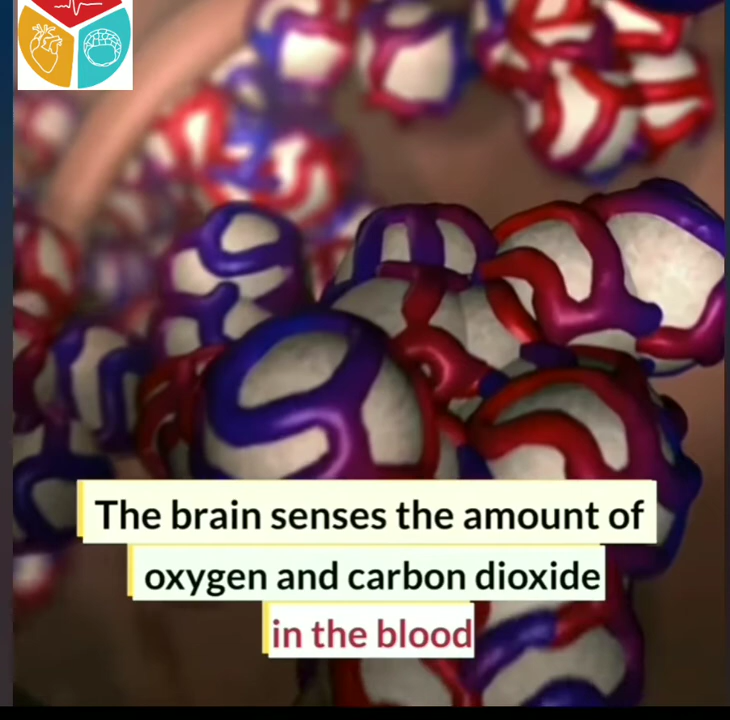 The brain senses the amount of
oxygen and carbon dioxide
in the blood